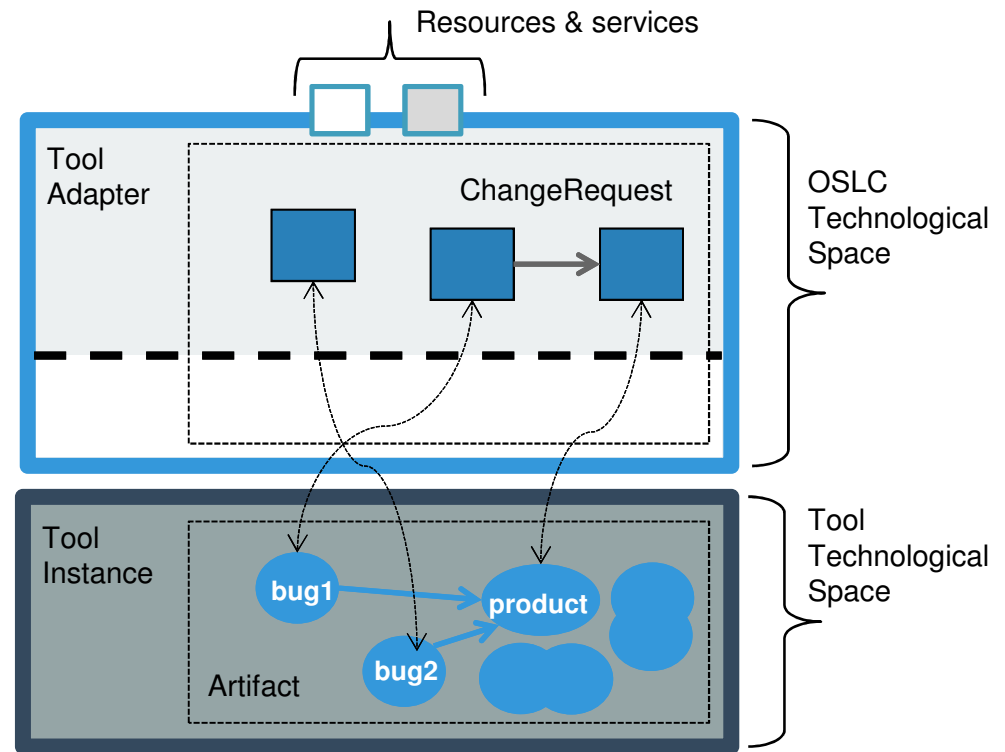 Resources & services
Tool
Adapter
ChangeRequest
OSLC
Technological
Space
Tool
Instance
bug1
product
bug2
Artifact
Tool
Technological
Space